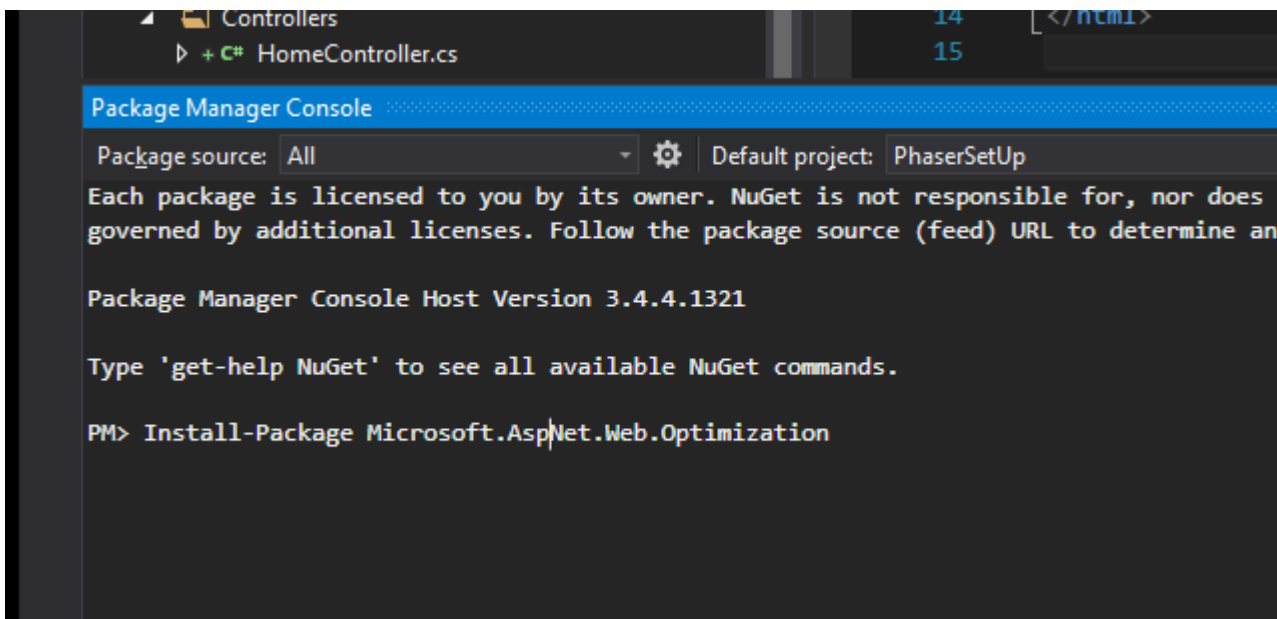 Controllers
+ C# HomeController.cs
14 </html>
15
Package Manager Console
Package source: All Default project: PhaserSetUp
Each package is licensed to you by its owner. NuGet is not responsible for, nor does
governed by additional licenses. Follow the package source (feed) URL to determine an
Package Manager Console Host Version 3.4.4.1321
Type 'get-help NuGet' to see all available NuGet commands.
PM> Install-Package Microsoft.AspNet.Web.Optimization